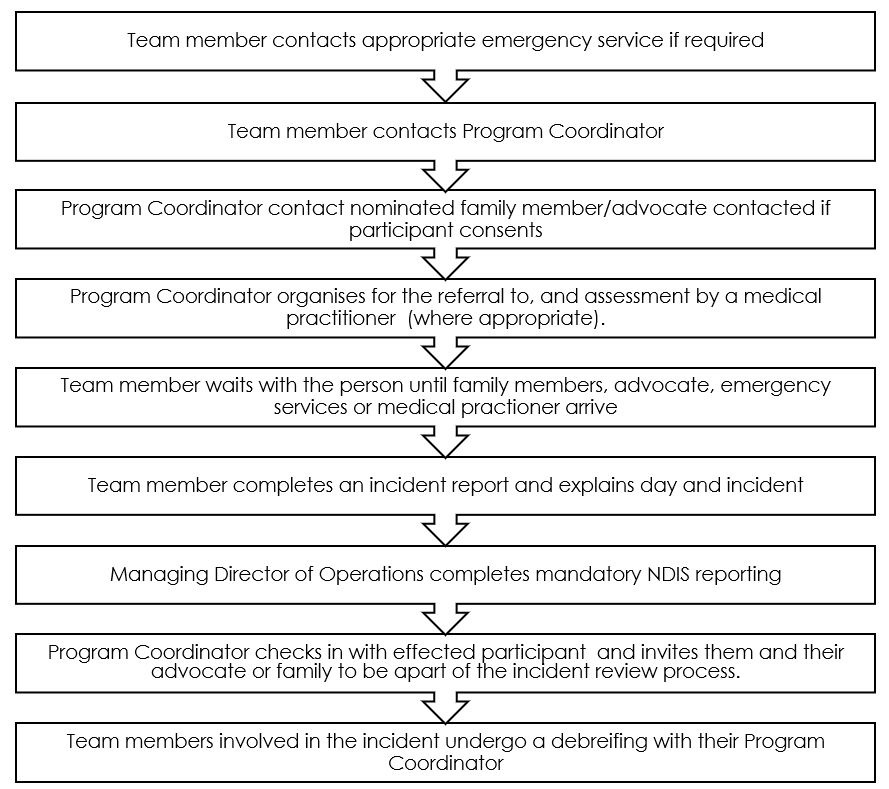 Team member contacts appropriate emergency service if required
Team member contacts Program Coordinator
Program Coordinator contact nominated family member/advocate contacted if
participant consents
Program Coordinator organises for the referral to, and assessment by a medical
practitioner  (where appropriate).
Team member waits with the person until family members, advocate, emergency
services or medical practioner arrive
Team member completes an incident report and explains day and incident
Managing Director of Operations completes mandatory NDIS reporting
Program Coordinator checks in with effected participant  and invites them and their
advocate or family to be apart of the incident review process.
Team members involved in the incident undergo a debreifing with their Program
Coordinator